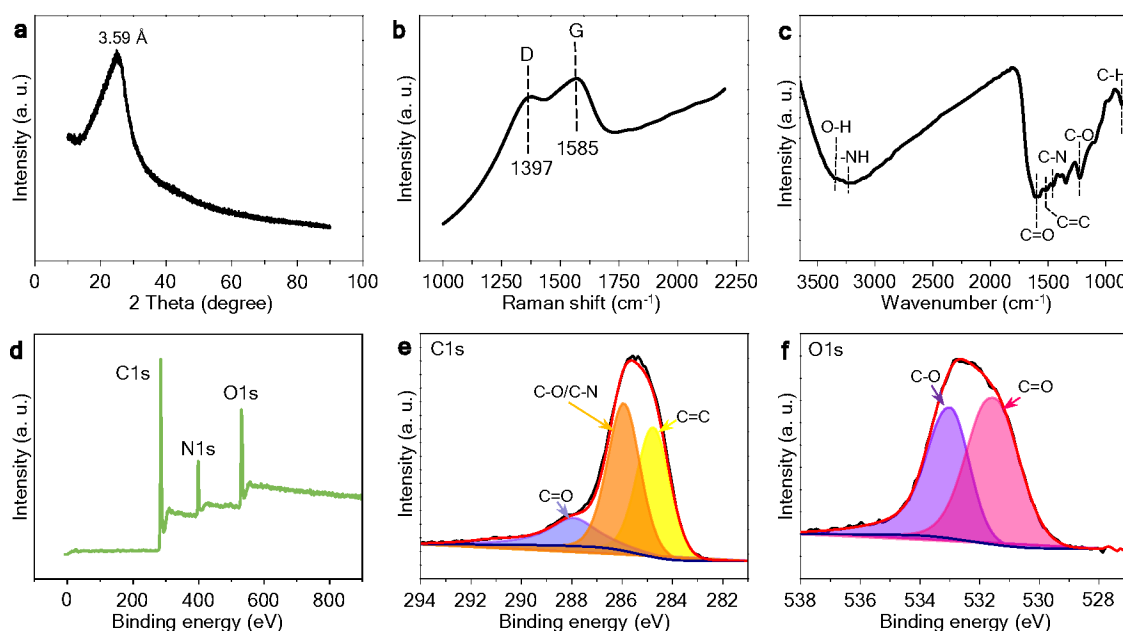 a
3.59 Å
Intensity (a. u.)
0 20 40 60 80 100
2 Theta (degree)
b
D
G
1397
1585
Intensity (a. u.)
1000 1250 1500 1750 2000 2250
Raman shift (cm-1)
c
O-H
-NH
C=O
C=C
C-N
C-O
C-H
Intensity (a. u.)
3500 3000 2500 2000 1500 1000
Wavenumber (cm-1)
d
C1s
N1s
O1s
Intensity (a. u.)
0 200 400 600 800
Binding energy (eV)
e
C1s
C-O/C-N
C=C
C=O
Intensity (a. u.)
294 292 290 288 286 284 282
Binding energy (eV)
f
O1s
C-O
C=O
Intensity (a. u.)
538 536 534 532 530 528
Binding energy (eV)